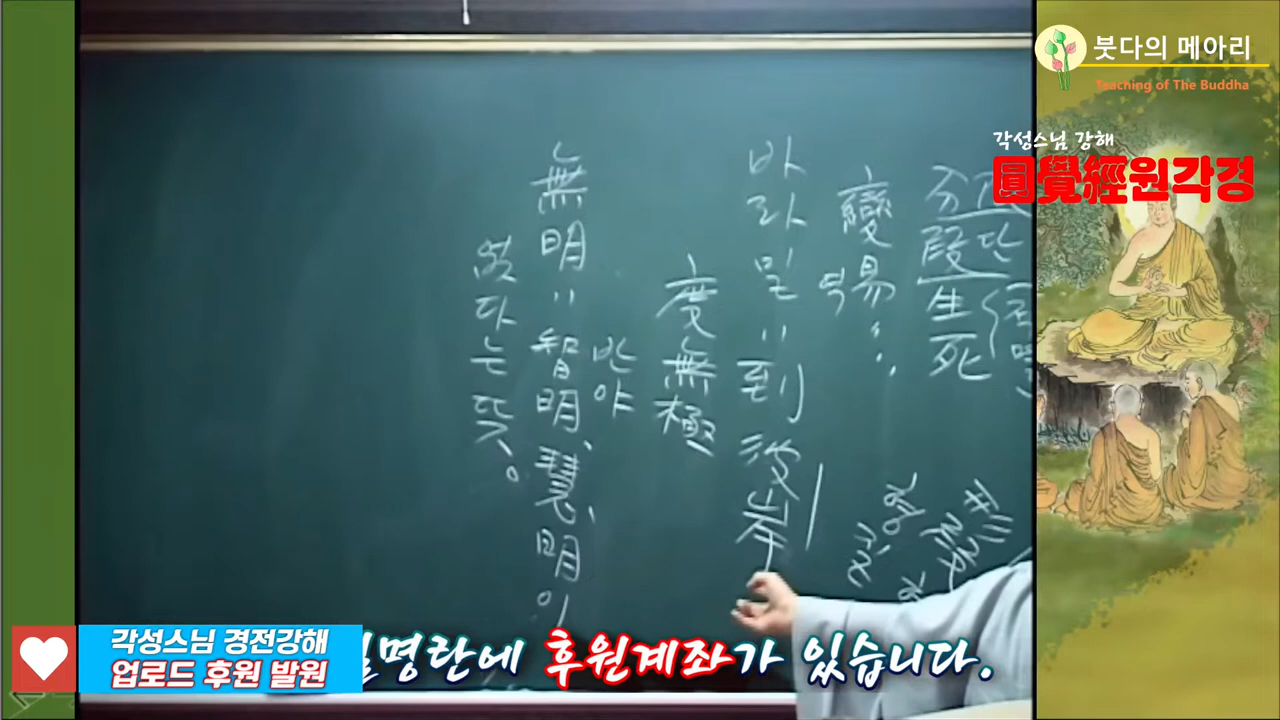 붓다의 메아리
Teaching of The Buddha
각성스님 강해
圓覺經원각경
分段生死
단
變易〃〃
역
바라밀〃到彼岸
度無極
반야
無明〃智明、慧明이
없다는 뜻。
각성스님 경전강해
업로드 후원 발원
명란에 후원계좌가 있습니다.